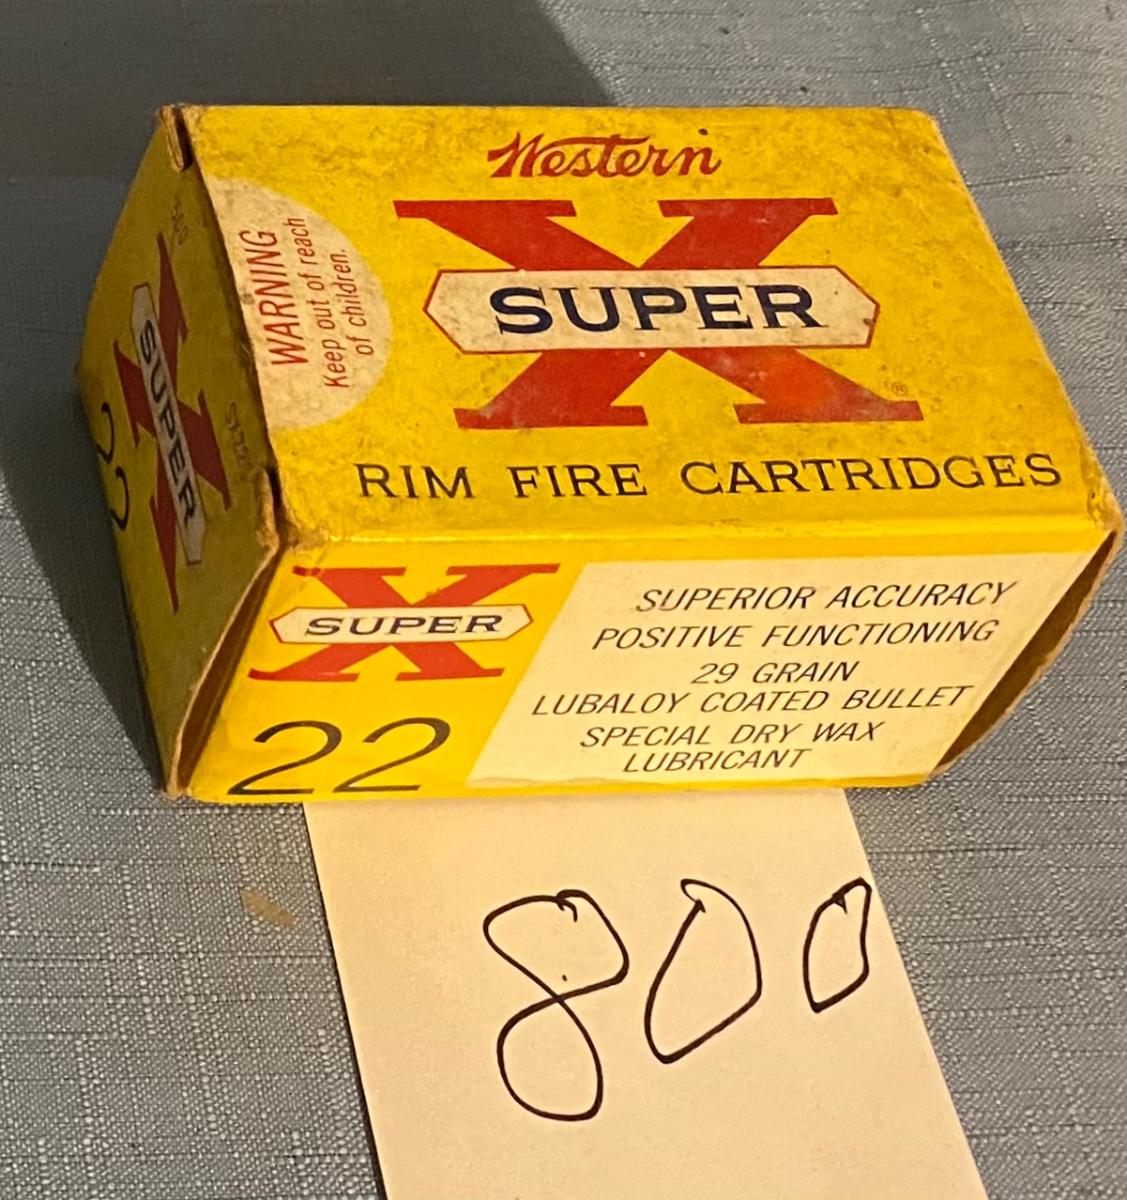 Western
X
SUPER
®
RIM FIRE CARTRIDGES
WARNING
Keep out of reach
of children.
X
SUPER
X
SUPER
22
SUPERIOR ACCURACY
POSITIVE FUNCTIONING
29 GRAIN
LUBALOY COATED BULLET
SPECIAL DRY WAX
LUBRICANT
800